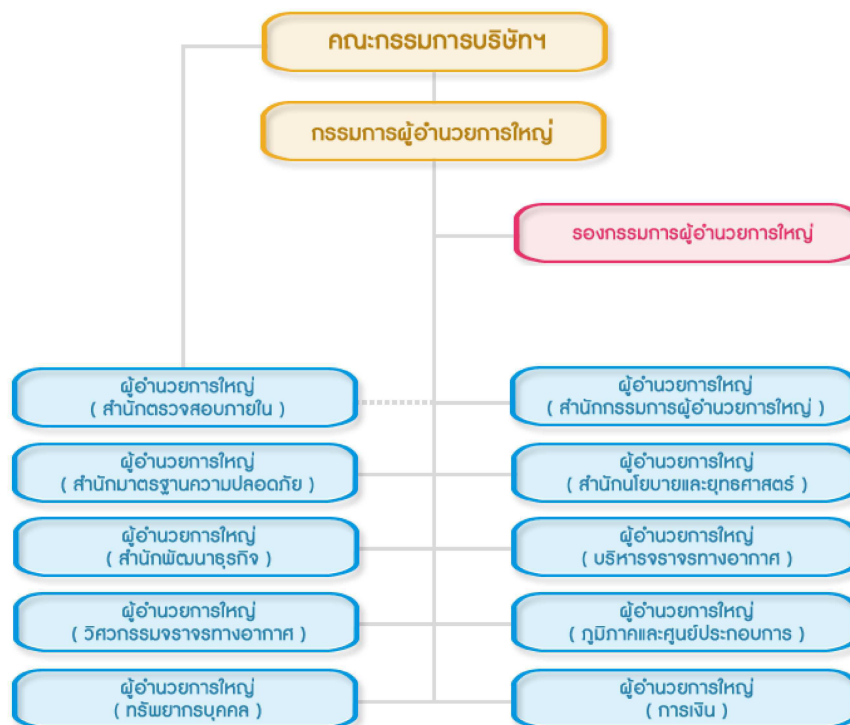 คณะกรรมการบริษัทฯ
กรรมการผู้อำนวยการใหญ่
รองกรรมการผู้อำนวยการใหญ่
ผู้อำนวยการใหญ่
( สำนักตรวจสอบภายใน )
ผู้อำนวยการใหญ่
( สำนักกรรมการผู้อำนวยการใหญ่ )
ผู้อำนวยการใหญ่
( สำนักมาตรฐานความปลอดภัย )
ผู้อำนวยการใหญ่
( สำนักนโยบายและยุทธศาสตร์ )
ผู้อำนวยการใหญ่
( สำนักพัฒนาธุรกิจ )
ผู้อำนวยการใหญ่
( บริหารจราจรทางอากาศ )
ผู้อำนวยการใหญ่
( วิศวกรรมจราจรทางอากาศ )
ผู้อำนวยการใหญ่
( ภูมิภาคและศูนย์ประกอบการ )
ผู้อำนวยการใหญ่
( ทรัพยากรบุคคล )
ผู้อำนวยการใหญ่
( การเงิน )